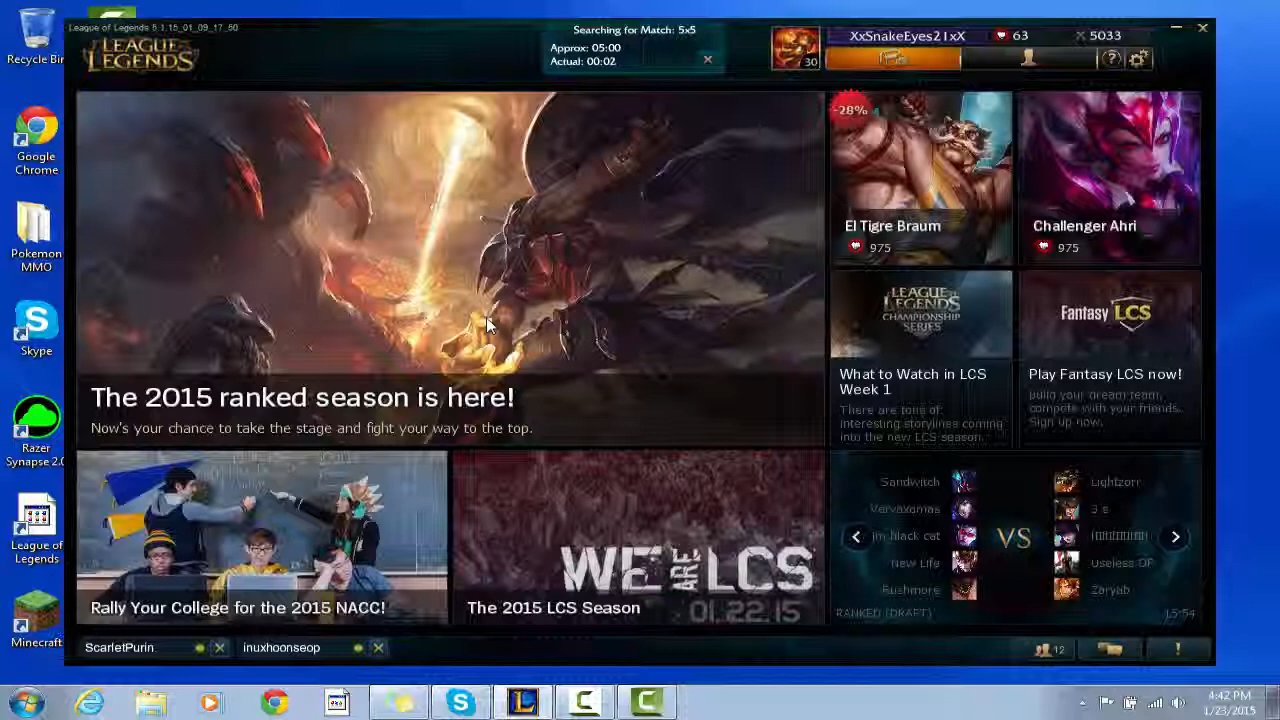 Recycle Bin
Google
Chrome
Pokemon
MMO
Skype
Razer
Synapse 2.0
League of
Legends
Minecraft
League of Legends 5.1.15_01_09_17_50
LEAGUE
LEGENDS
Searching for Match: 5x5
Approx: 05:00
Actual: 00:02
30
XxSnakeEyes21xX
63
5033
The 2015 ranked season is here!
Now's your chance to take the stage and fight your way to the top.
-28%
El Tigre Braum
975
Challenger Ahri
975
LEAGUE
LEGENDS
CHAMPIONSHIP
SERIES
What to Watch in LCS
Week 1
There are tons of
interesting storylines coming
into the new LCS season.
Fantasy LCS
Play Fantasy LCS now!
Build your dream team,
compete with your friends.
Sign up now.
Rally Your College for the 2015 NACC!
WE ARE LCS
01.22.15
The 2015 LCS Season
Sandwitch
Vervaxomas
im black cat
New Life
Rushmore
VS
Lightzorr
3 s
Useless OP
Zaryab
RANKED (DRAFT)
15:54
ScarletPurin
inuxhoonseop
12
4:42 PM
1/23/2015